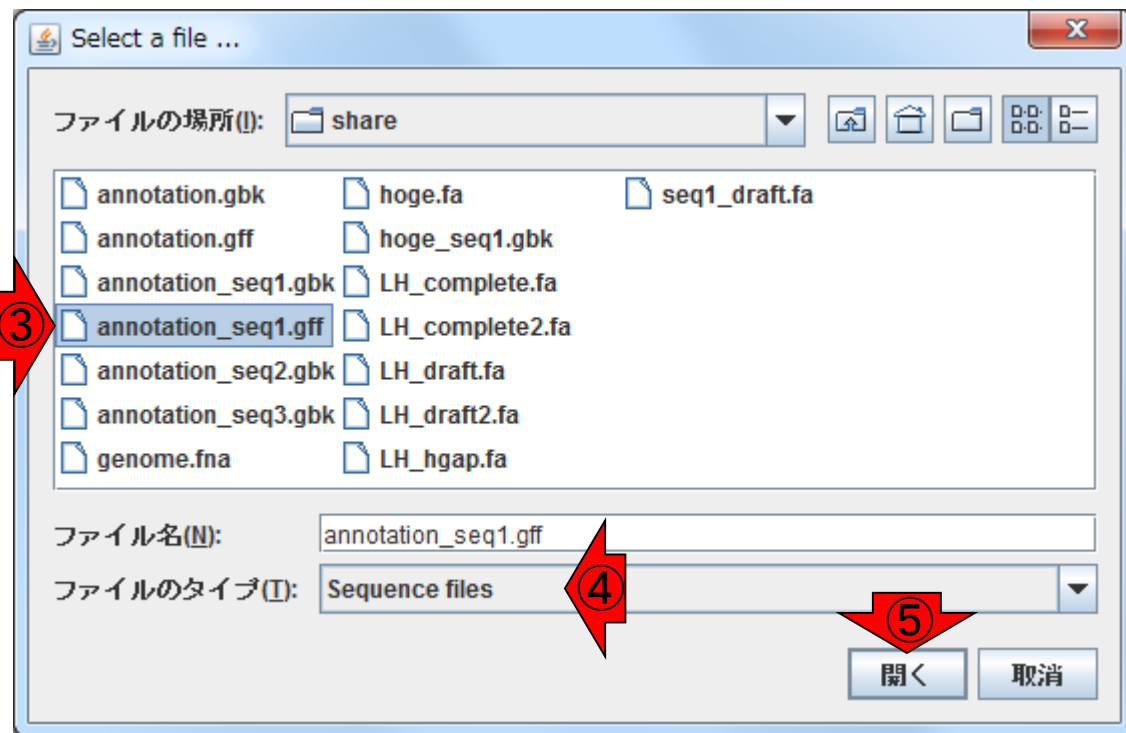 Select a file ...
ファイルの場所(I): share
annotation.gbk hoge.fa seq1_draft.fa
annotation.gff hoge_seq1.gbk
annotation_seq1.gbk LH_complete.fa
③ annotation_seq1.gff LH_complete2.fa
annotation_seq2.gbk LH_draft.fa
annotation_seq3.gbk LH_draft2.fa
genome.fna LH_hgap.fa
ファイル名(N): annotation_seq1.gff
ファイルのタイプ(T): Sequence files ④
⑤
開く 取消